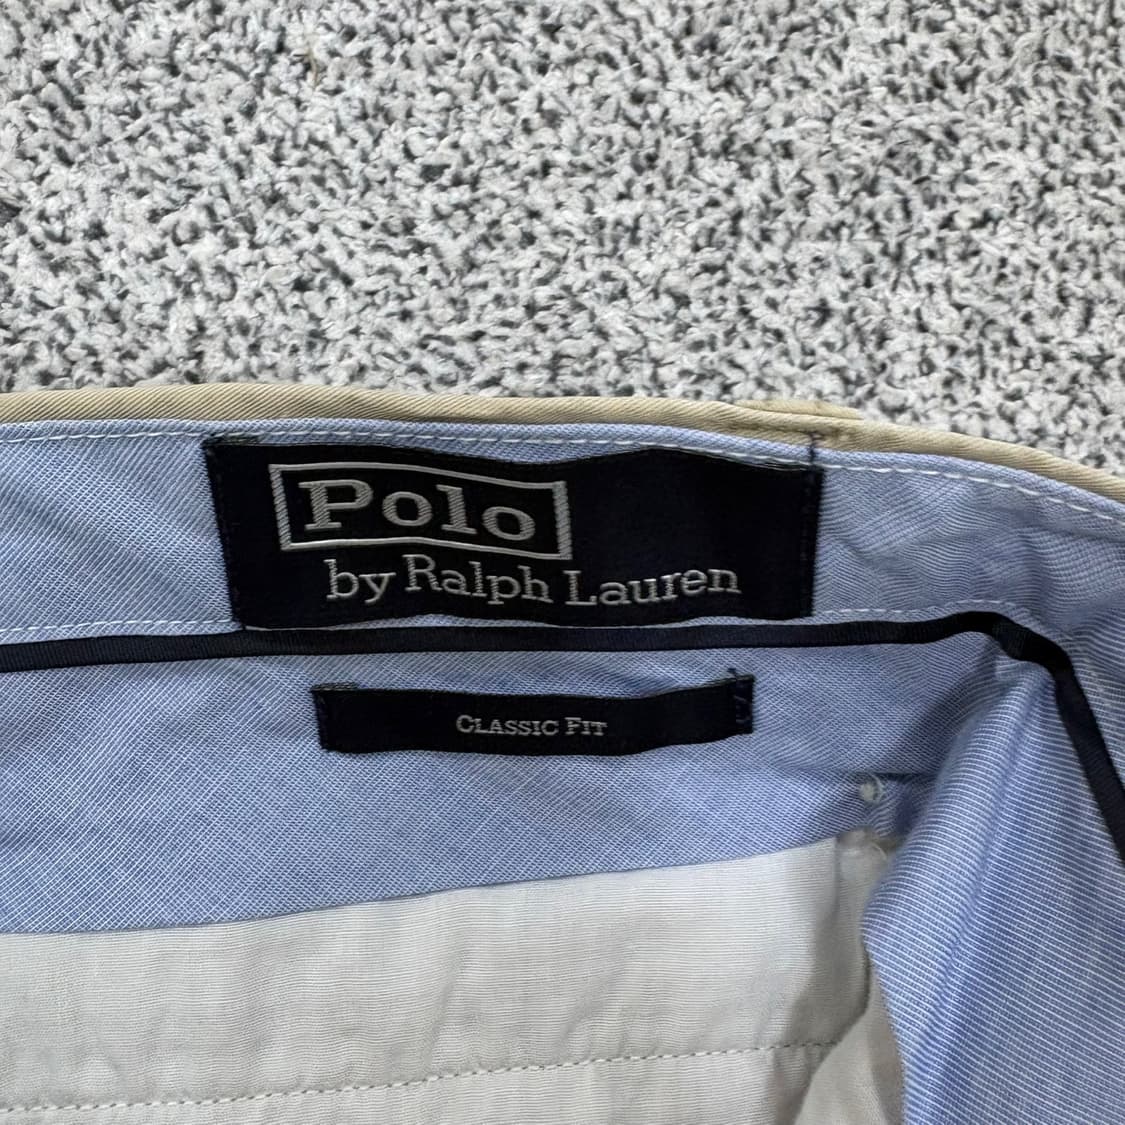 Polo
by Ralph Lauren
Classic Fit